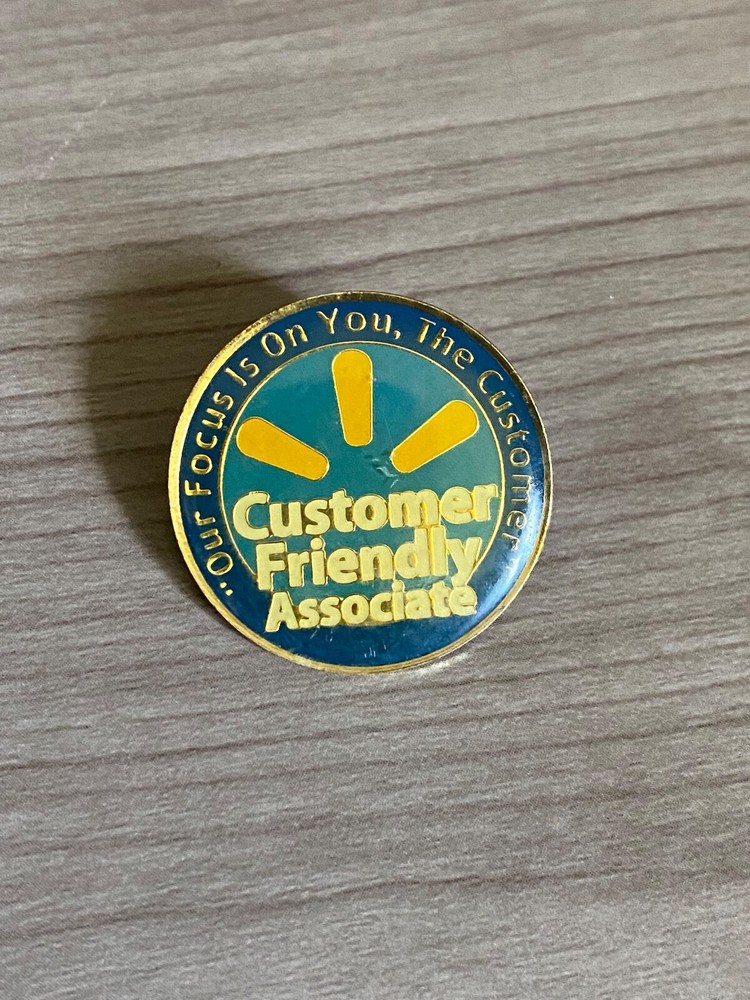 "Our Focus Is On You, The Customer"
Customer
Friendly
Associate